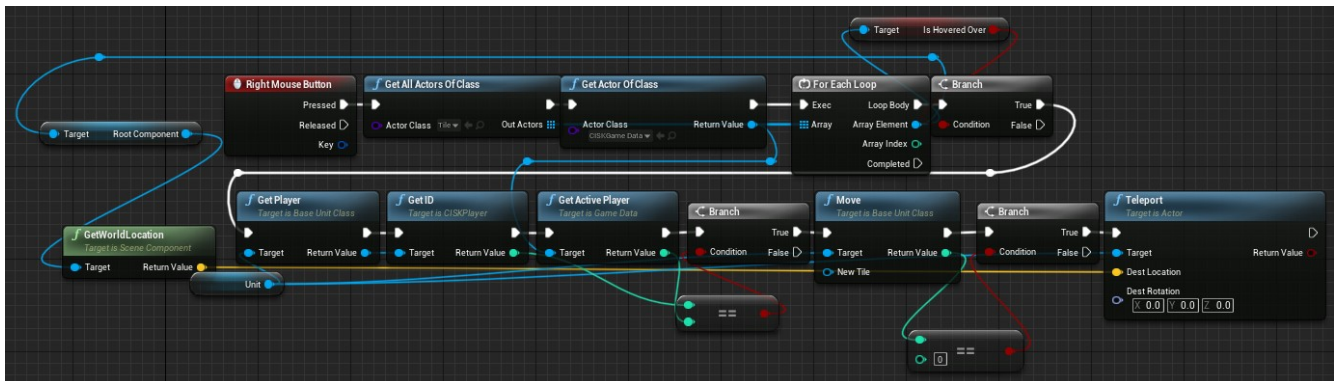 Target Is Hovered Over
Right Mouse Button
Pressed
Released
Key
Get All Actors Of Class
Actor Class Tile Out Actors
Get Actor Of Class
Actor Class Return Value
CISKGame Data
For Each Loop
Exec Loop Body
Array Array Element
Array Index
Completed
Branch
True
Condition False
Target Root Component
GetWorldLocation
Target is Scene Component
Target Return Value
Unit
Get Player
Target is Base Unit Class
Target Return Value
Get ID
Target is CISKPlayer
Target Return Value
Get Active Player
Target is Game Data
Target Return Value
Branch
True
Condition False
==
Move
Target is Base Unit Class
Target Return Value
New Tile
Branch
True
Condition False
==
0
Teleport
Target is Actor
Target Return Value
Dest Location
Dest Rotation
X 0.0 Y 0.0 Z 0.0